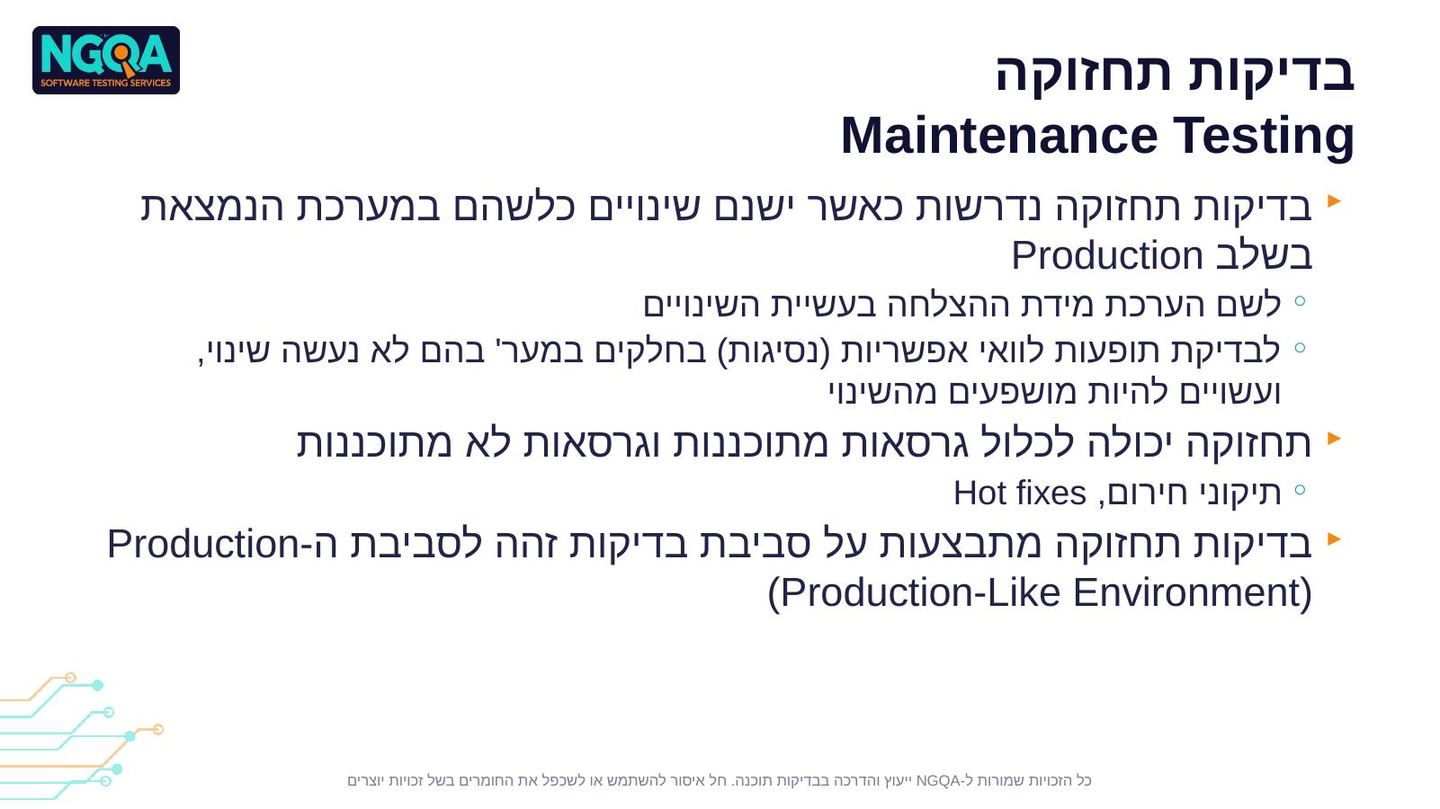 NGQA
SOFTWARE TESTING SERVICES
בדיקות תחזוקה
Maintenance Testing
בדיקות תחזוקה נדרשות כאשר ישנם שינויים כלשהם במערכת הנמצאת
בשלב Production
לשם הערכת מידת ההצלחה בעשיית השינויים
לבדיקת תופעות לוואי אפשריות (נסיגות) בחלקים במער' בהם לא נעשה שינוי,
ועשויים להיות מושפעים מהשינוי
תחזוקה יכולה לכלול גרסאות מתוכננות וגרסאות לא מתוכננות
תיקוני חירום, Hot fixes
בדיקות תחזוקה מתבצעות על סביבת בדיקות זהה לסביבת ה-Production
(Production-Like Environment)
כל הזכויות שמורות ל-NGQA ייעוץ והדרכה בבדיקות תוכנה. חל איסור להשתמש או לשכפל את החומרים בשל זכויות יוצרים